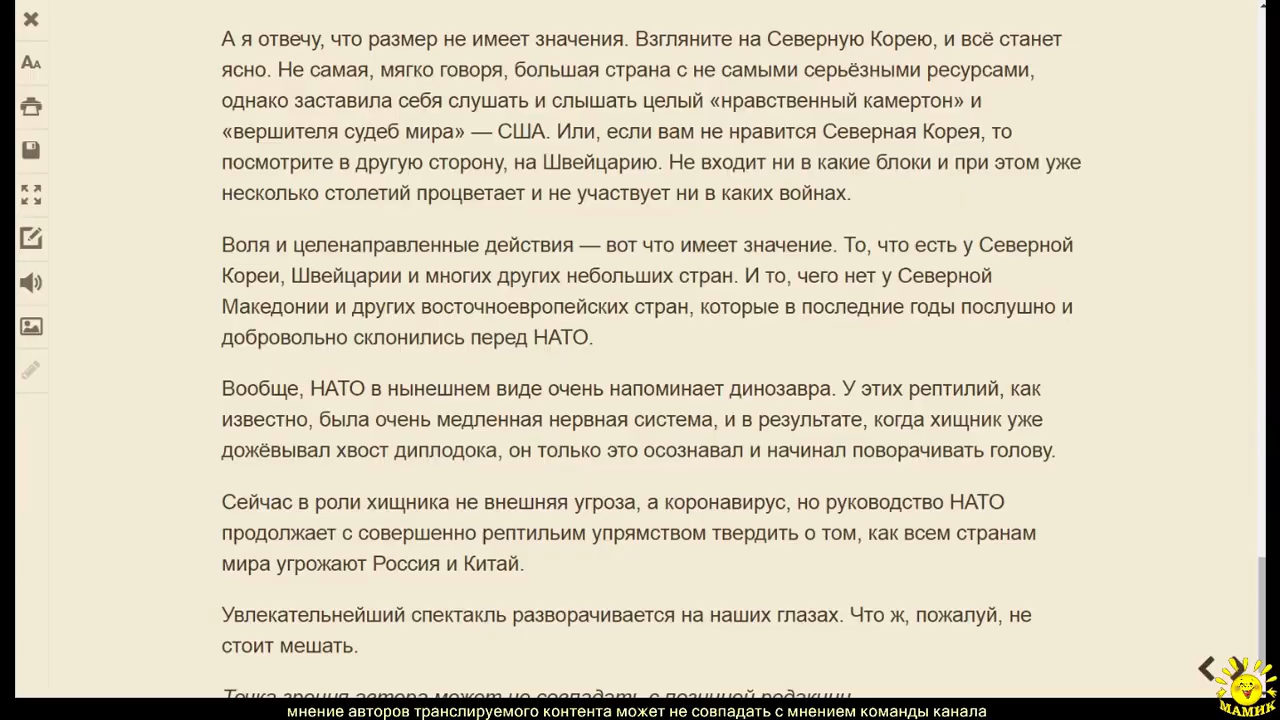 А я отвечу, что размер не имеет значения. Взгляните на Северную Корею, и всё станет
ясно. Не самая, мягко говоря, большая страна с не самыми серьёзными ресурсами,
однако заставила себя слушать и слышать целый «нравственный камертон» и
«вершителя судеб мира» — США. Или, если вам не нравится Северная Корея, то
посмотрите в другую сторону, на Швейцарию. Не входит ни в какие блоки и при этом уже
несколько столетий процветает и не участвует ни в каких войнах.
Воля и целенаправленные действия — вот что имеет значение. То, что есть у Северной
Кореи, Швейцарии и многих других небольших стран. И то, чего нет у Северной
Македонии и других восточноевропейских стран, которые в последние годы послушно и
добровольно склонились перед НАТО.
Вообще, НАТО в нынешнем виде очень напоминает динозавра. У этих рептилий, как
известно, была очень медленная нервная система, и в результате, когда хищник уже
дожёвывал хвост диплодока, он только это осознавал и начинал поворачивать голову.
Сейчас в роли хищника не внешняя угроза, а коронавирус, но руководство НАТО
продолжает с совершенно рептильим упрямством твердить о том, как всем странам
мира угрожают Россия и Китай.
Увлекательнейший спектакль разворачивается на наших глазах. Что ж, пожалуй, не
стоит мешать.
Точка зрения автора может не совпадать с позицией редакции
МАМИК
мнение авторов транслируемого контента может не совпадать с мнением команды канала